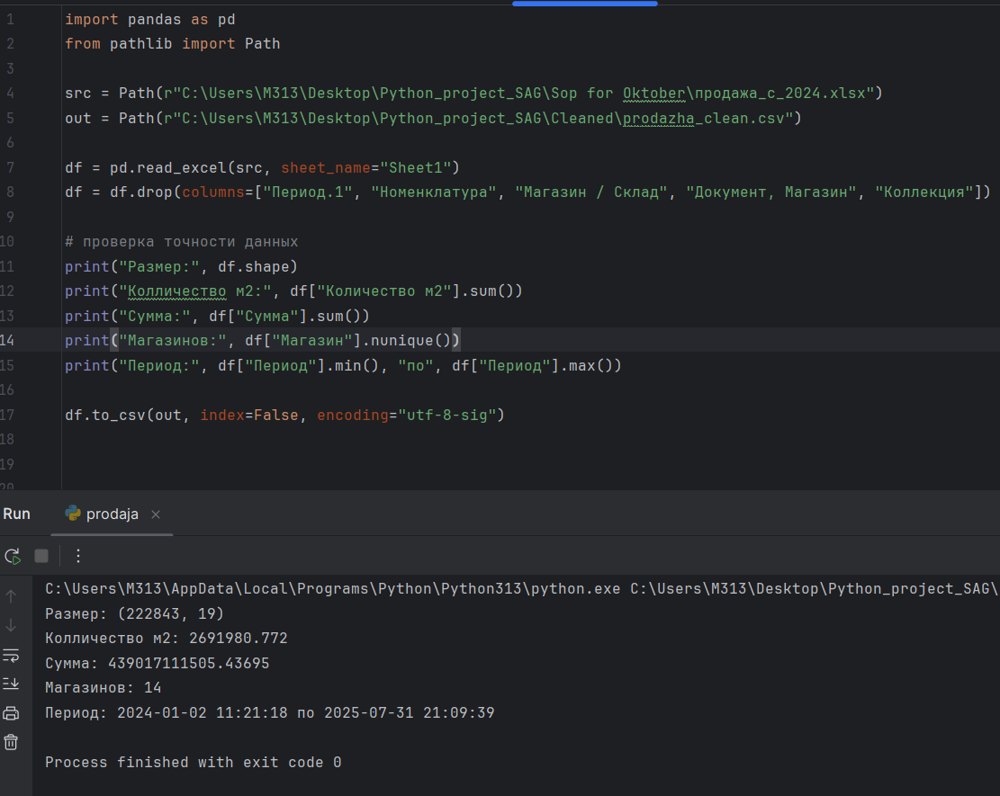 1 import pandas as pd
2 from pathlib import Path
3
4 src = Path(r"C:\Users\M313\Desktop\Python_project_SAG\Sop for Oktober\продажа_с_2024.xlsx")
5 out = Path(r"C:\Users\M313\Desktop\Python_project_SAG\Cleaned\prodazha_clean.csv")
6
7 df = pd.read_excel(src, sheet_name="Sheet1")
8 df = df.drop(columns=["Период.1", "Номенклатура", "Магазин / Склад", "Документ, Магазин", "Коллекция"])
9
10 # проверка точности данных
11 print("Размер:", df.shape)
12 print("Колличество м2:", df["Количество м2"].sum())
13 print("Сумма:", df["Сумма"].sum())
14 print("Магазинов:", df["Магазин"].nunique())
15 print("Период:", df["Период"].min(), "по", df["Период"].max())
16
17 df.to_csv(out, index=False, encoding="utf-8-sig")
18
19
20
Run prodaja
C:\Users\M313\AppData\Local\Programs\Python\Python313\python.exe C:\Users\M313\Desktop\Python_project_SAG\
Размер: (222843, 19)
Колличество м2: 2691980.772
Сумма: 439017111505.43695
Магазинов: 14
Период: 2024-01-02 11:21:18 по 2025-07-31 21:09:39
Process finished with exit code 0